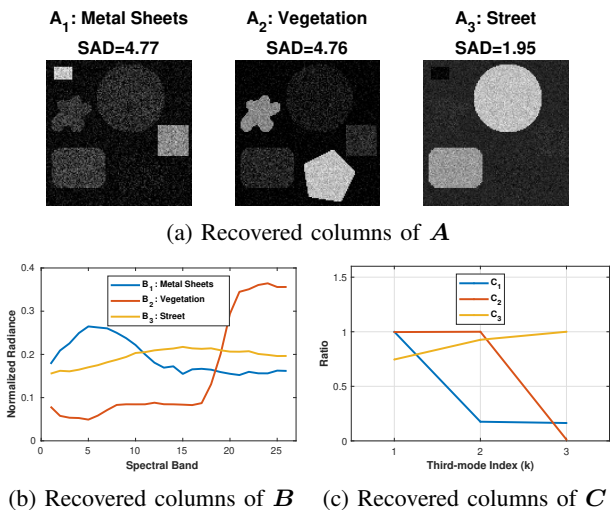 A1: Metal Sheets
SAD=4.77
A2: Vegetation
SAD=4.76
A3: Street
SAD=1.95
(a) Recovered columns of A
0.4
0.3
0.2
0.1
0
Normalized Radiance
B1: Metal Sheets
B2: Vegetation
B3: Street
0 5 10 15 20 25
Spectral Band
1.5
1
0.5
0
Ratio
C1
C2
C3
1 2 3
Third-mode Index (k)
(b) Recovered columns of B
(c) Recovered columns of C